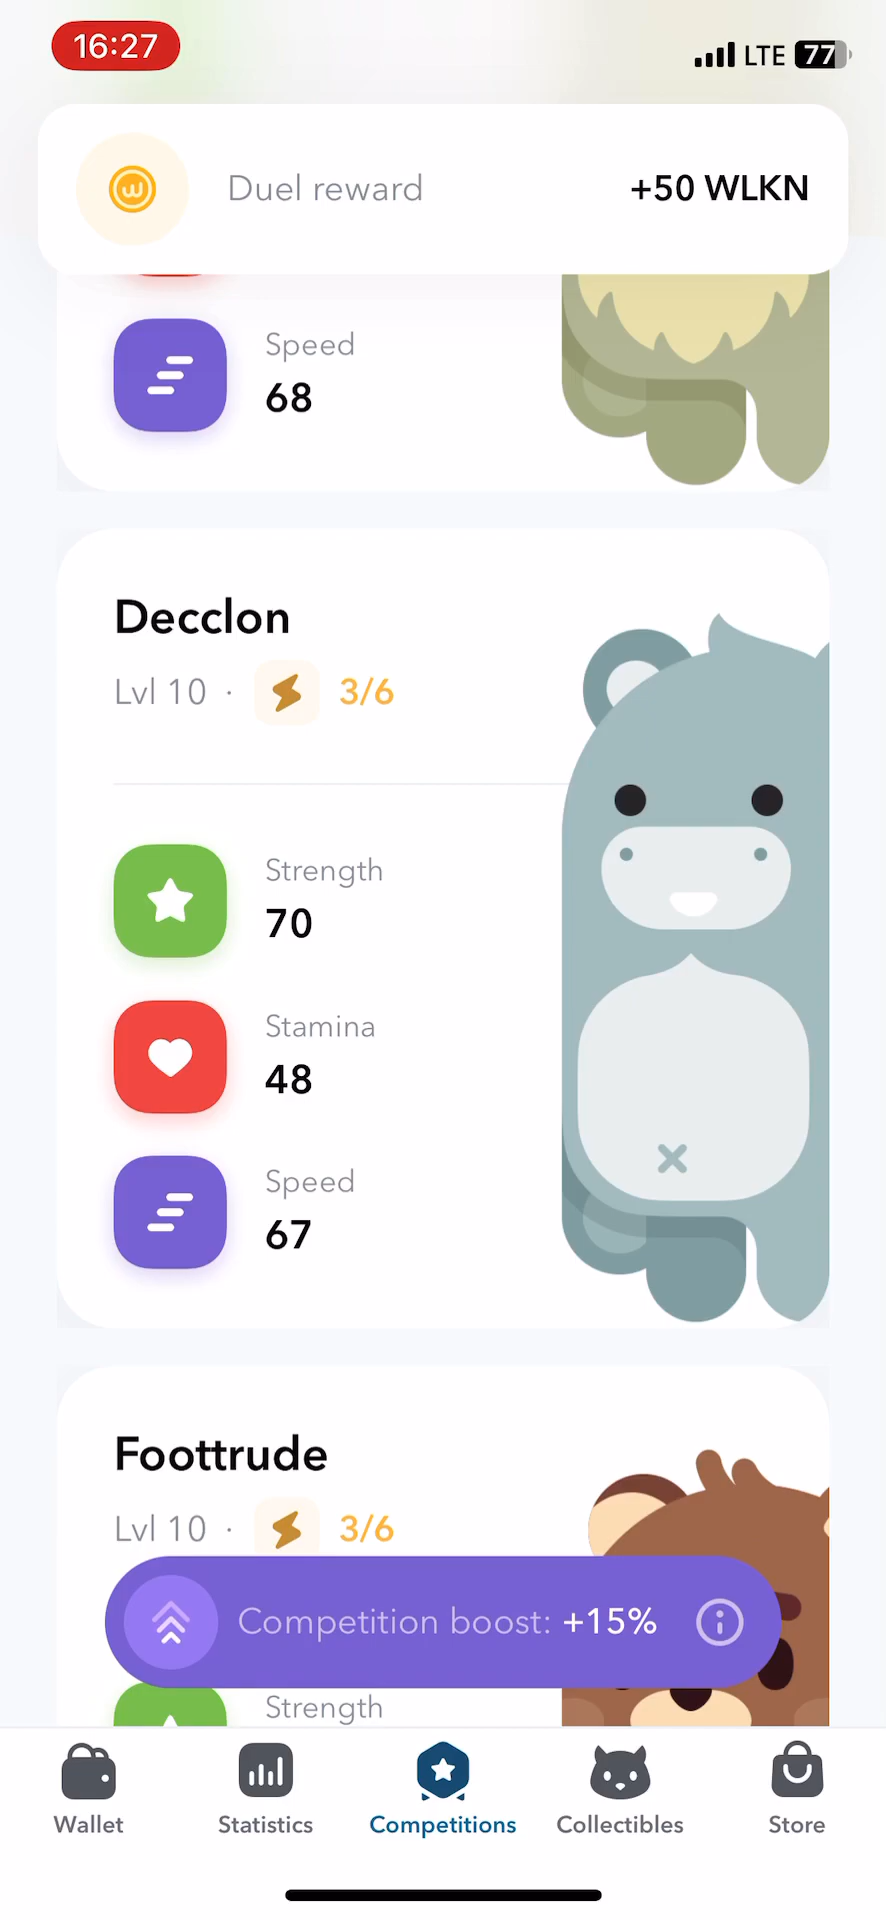 16:27
LTE 77
Duel reward +50 WLKN
Speed
68
Decclon
Lvl 10 · 3/6
Strength
70
Stamina
48
Speed
67
Foottrude
Lvl 10 · 3/6
Competition boost: +15%
Strength
Wallet Statistics Competitions Collectibles Store